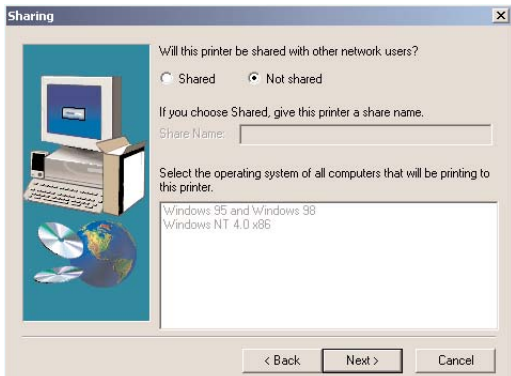 Sharing
Will this printer be shared with other network users?
Shared Not shared
If you choose Shared, give this printer a share name.
Share Name:
Select the operating system of all computers that will be printing to
this printer.
Windows 95 and Windows 98
Windows NT 4.0 x86
< Back Next > Cancel